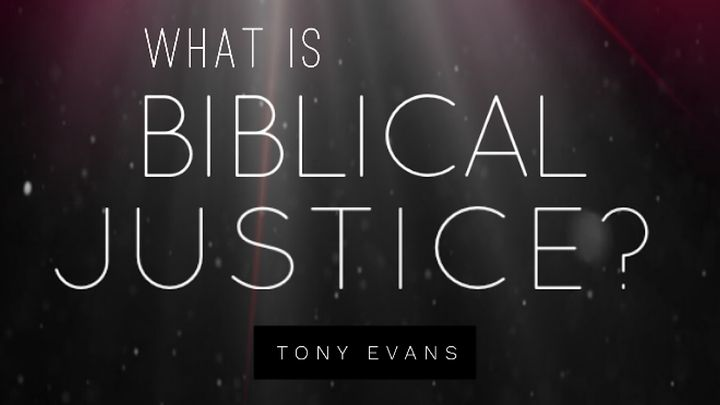 WHAT IS
BIBLICAL
JUSTICE?
TONY EVANS